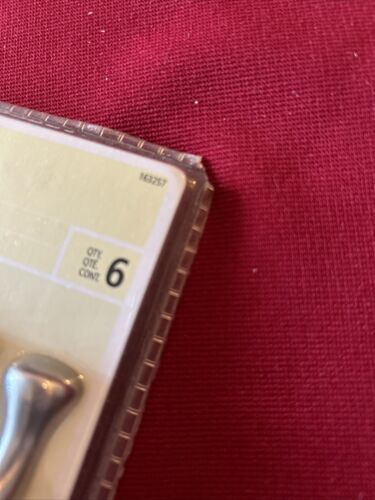 163257
QTY.
QTÉ.
CONT.
6